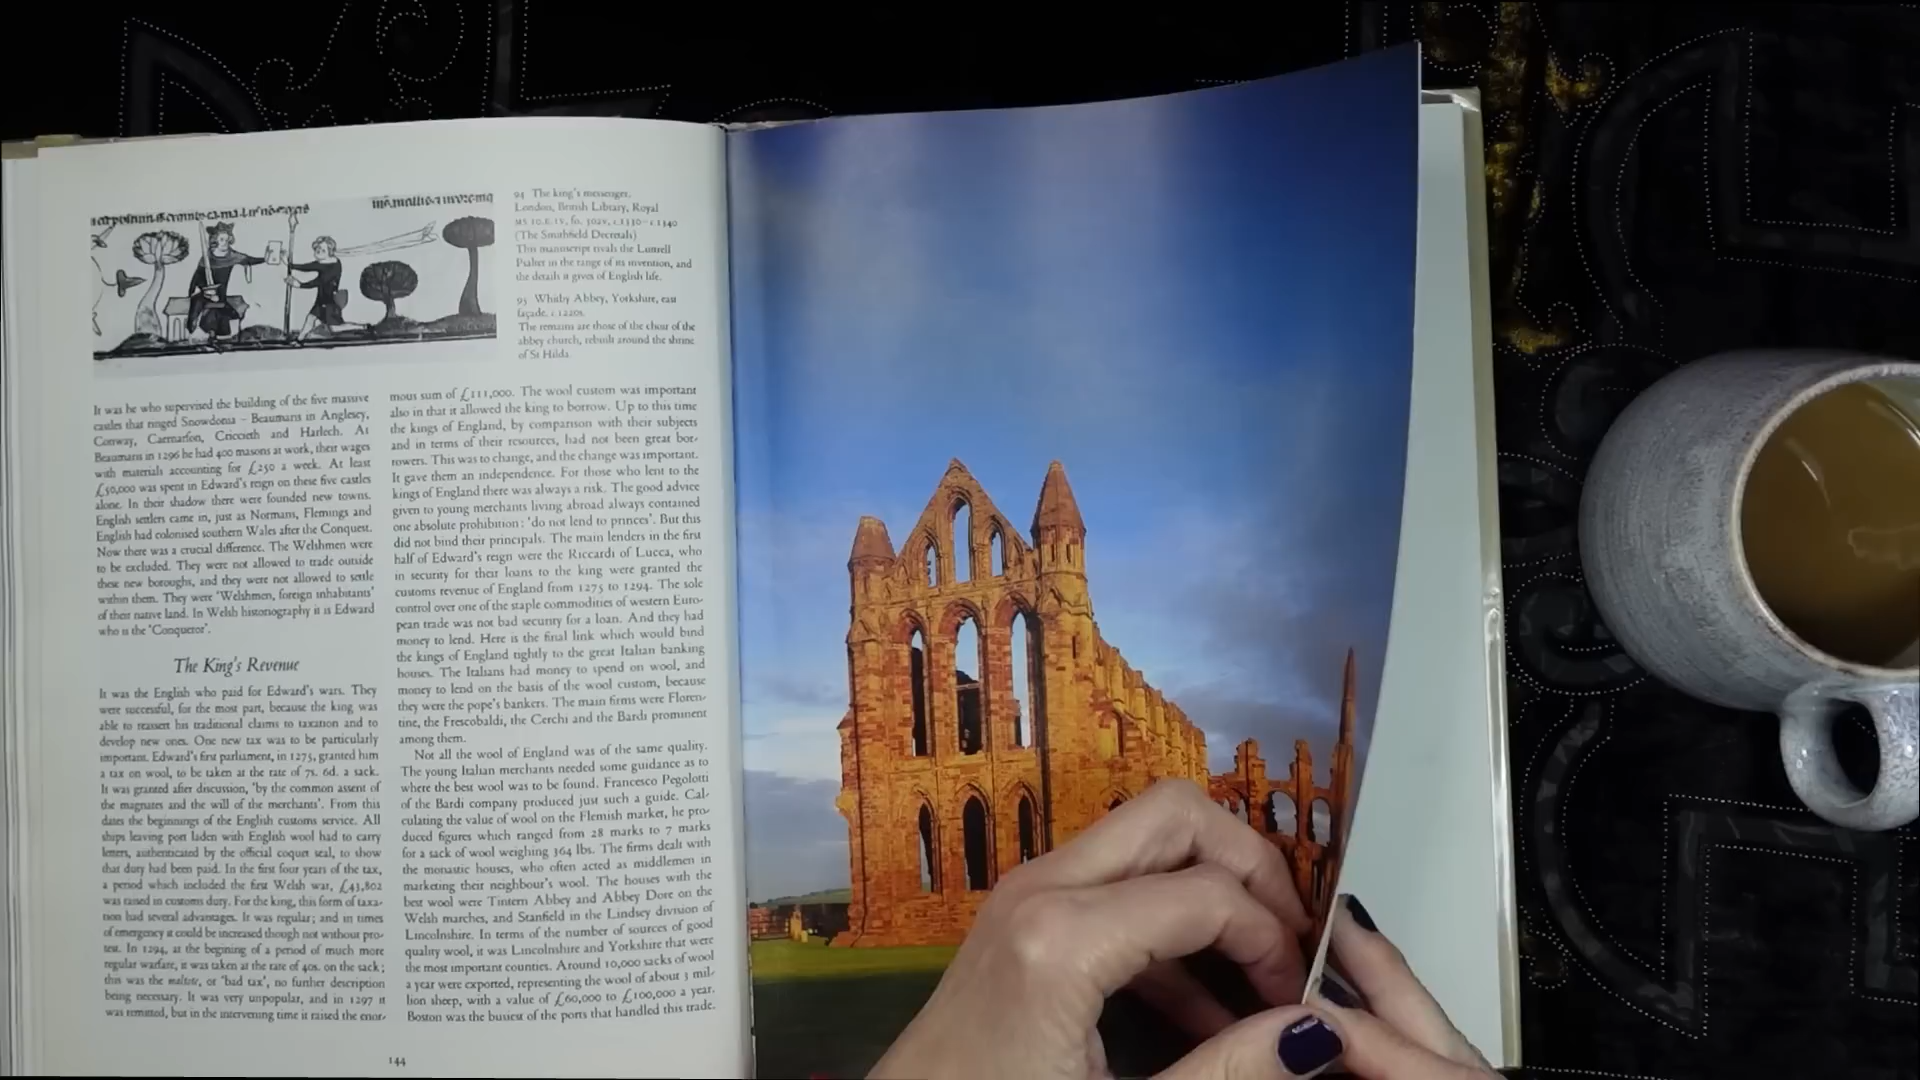 94 The king's messenger.
London, British Library, Royal
MS 10.E.IV, fo. 302v, c.1330–c.1340
(The Smithfield Decretals)
This manuscript rivals the Luttrell
Psalter in the range of its invention, and
the details it gives of English life.
95 Whitby Abbey, Yorkshire, east
façade, c.1220s.
The remains are those of the choir of the
abbey church, rebuilt around the shrine
of St Hilda.
It was he who supervised the building of the five massive
castles that ringed Snowdonia – Beaumaris in Anglesey,
Conway, Caernarfon, Criccieth and Harlech. At
Beaumaris in 1296 he had 400 masons at work, their wages
with materials accounting for £250 a week. At least
£50,000 was spent in Edward's reign on these five castles
alone. In their shadow there were founded new towns.
English settlers came in, just as Normans, Flemings and
English had colonised southern Wales after the Conquest.
Now there was a crucial difference. The Welshmen were
to be excluded. They were not allowed to trade outside
these new boroughs, and they were not allowed to settle
within them. They were 'Welshmen, foreign inhabitants'
of their native land. In Welsh historiography it is Edward
who is the 'Conqueror'.
The King's Revenue
It was the English who paid for Edward's wars. They
were successful, for the most part, because the king was
able to reassert his traditional claims to taxation and to
develop new ones. One new tax was to be particularly
important. Edward's first parliament, in 1275, granted him
a tax on wool, to be taken at the rate of 7s. 6d. a sack.
It was granted after discussion, 'by the common assent of
the magnates and the will of the merchants'. From this
dates the beginnings of the English customs service. All
ships leaving port laden with English wool had to carry
letters, authenticated by the official coquet seal, to show
that duty had been paid. In the first four years of the tax,
a period which included the first Welsh war, £43,802
was raised in customs duty. For the king, this form of taxa-
tion had several advantages. It was regular; and in times
of emergency it could be increased though not without pro-
test. In 1294, at the begining of a period of much more
regular warfare, it was taken at the rate of 40s. on the sack;
this was the maltote, or 'bad tax', no further description
being necessary. It was very unpopular, and in 1297 it
was remitted, but in the intervening time it raised the enor-
mous sum of £111,000. The wool custom was important
also in that it allowed the king to borrow. Up to this time
the kings of England, by comparison with their subjects
and in terms of their resources, had not been great bor-
rowers. This was to change, and the change was important.
It gave them an independence. For those who lent to the
kings of England there was always a risk. The good advice
given to young merchants living abroad always contained
one absolute prohibition: 'do not lend to princes'. But this
did not bind their principals. The main lenders in the first
half of Edward's reign were the Riccardi of Lucca, who
in security for their loans to the king were granted the
customs revenue of England from 1275 to 1294. The sole
control over one of the staple commodities of western Euro-
pean trade was not bad security for a loan. And they had
money to lend. Here is the final link which would bind
the kings of England tightly to the great Italian banking
houses. The Italians had money to spend on wool, and
money to lend on the basis of the wool custom, because
they were the pope's bankers. The main firms were Floren-
tine, the Frescobaldi, the Cerchi and the Bardi prominent
among them.
Not all the wool of England was of the same quality.
The young Italian merchants needed some guidance as to
where the best wool was to be found. Francesco Pegolotti
of the Bardi company produced just such a guide. Cal-
culating the value of wool on the Flemish market, he pro-
duced figures which ranged from 28 marks to 7 marks
for a sack of wool weighing 364 lbs. The firms dealt with
the monastic houses, who often acted as middlemen in
marketing their neighbour's wool. The houses with the
best wool were Tintern Abbey and Abbey Dore on the
Welsh marches, and Stanfield in the Lindsey division of
Lincolnshire. In terms of the number of sources of good
quality wool, it was Lincolnshire and Yorkshire that were
the most important counties. Around 10,000 sacks of wool
a year were exported, representing the wool of about 3 mil-
lion sheep, with a value of £60,000 to £100,000 a year.
Boston was the busiest of the ports that handled this trade.
144